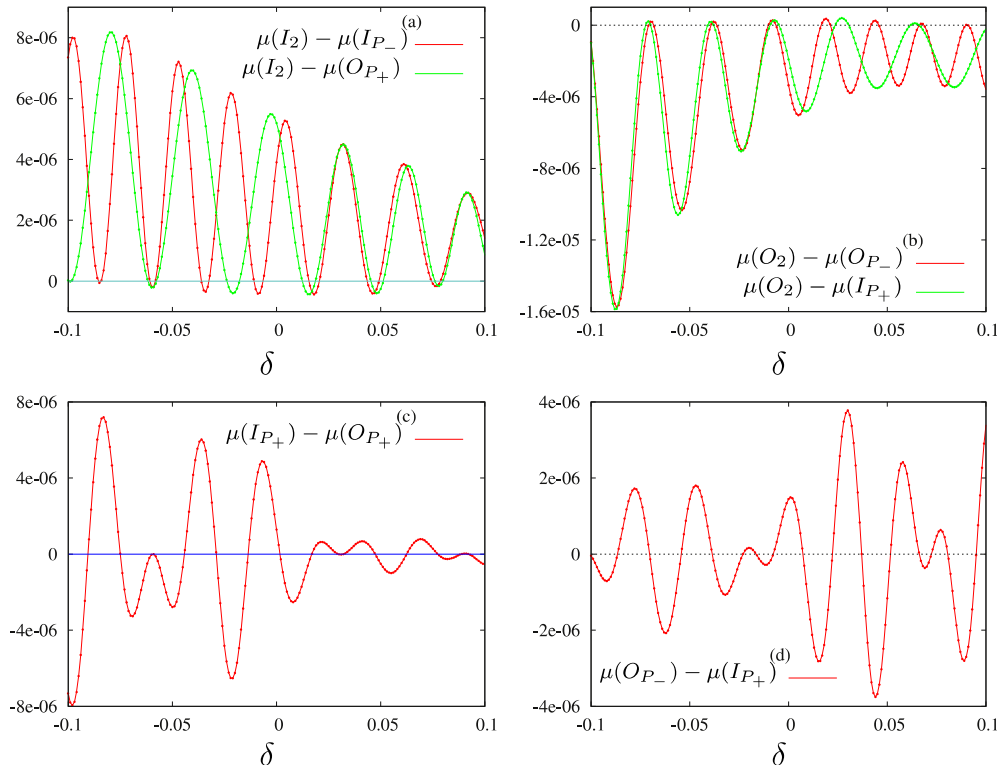 (a)
8e-06
μ(I₂) − μ(I_{P₋})
μ(I₂) − μ(O_{P₊})
6e-06
4e-06
2e-06
0
-0.1 -0.05 0 0.05 0.1
δ
0
-4e-06
-8e-06
-1.2e-05
(b)
μ(O₂) − μ(O_{P₋})
μ(O₂) − μ(I_{P₊})
-1.6e-05
-0.1 -0.05 0 0.05 0.1
δ
8e-06
(c)
μ(I_{P₊}) − μ(O_{P₊})
4e-06
0
-4e-06
-8e-06
-0.1 -0.05 0 0.05 0.1
δ
4e-06
2e-06
0
-2e-06
(d)
μ(O_{P₋}) − μ(I_{P₊})
-4e-06
-0.1 -0.05 0 0.05 0.1
δ